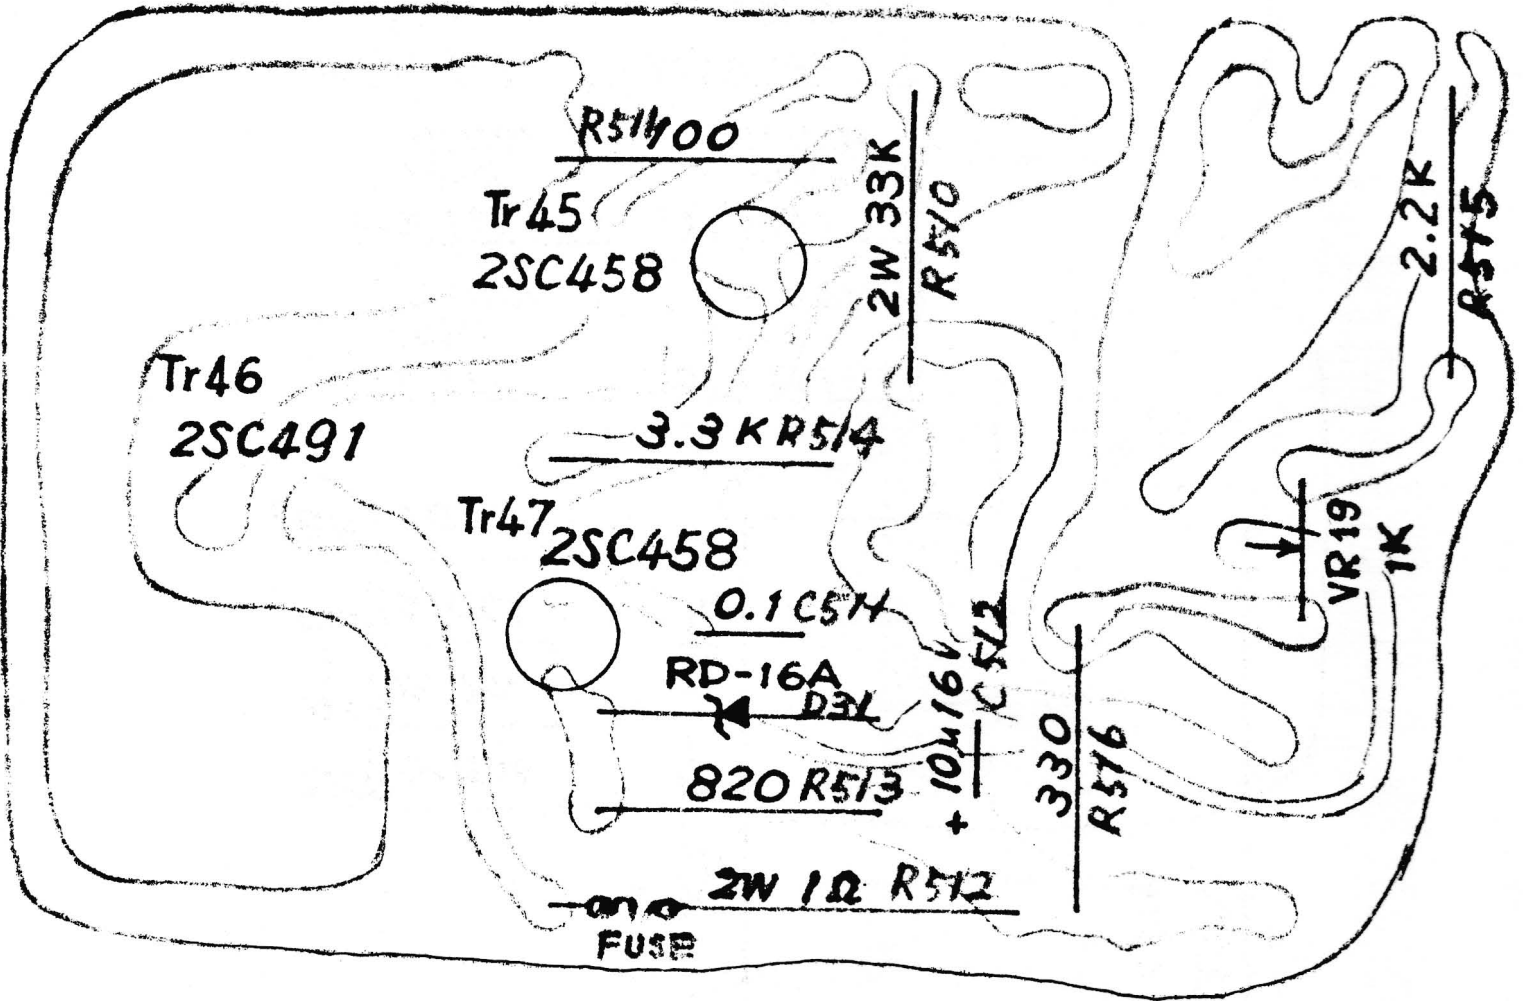 R511 100
Tr45
2SC458
2W 33K
R510
2.2K
R515
Tr46
2SC491
3.3K R514
Tr47
2SC458
VR19
1K
0.1 C511
RD-16A
D31
+ 10µ16V
C512
330
R516
820 R513
2W 1Ω R512
FUSE